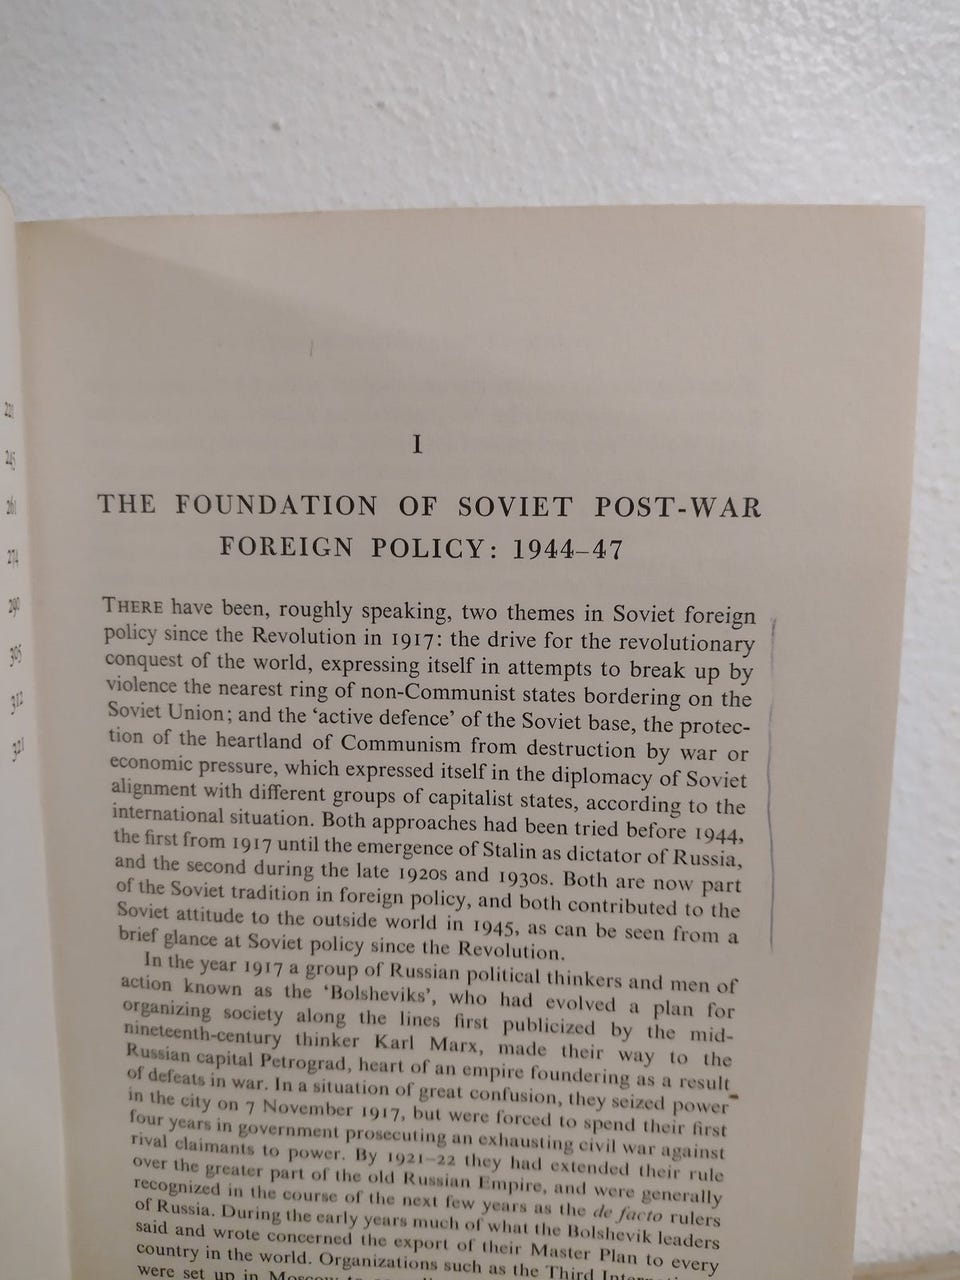 221
245
261
274
290
305
312
321
I
THE FOUNDATION OF SOVIET POST-WAR
FOREIGN POLICY: 1944–47
THERE have been, roughly speaking, two themes in Soviet foreign
policy since the Revolution in 1917: the drive for the revolutionary
conquest of the world, expressing itself in attempts to break up by
violence the nearest ring of non-Communist states bordering on the
Soviet Union; and the ‘active defence’ of the Soviet base, the protec-
tion of the heartland of Communism from destruction by war or
economic pressure, which expressed itself in the diplomacy of Soviet
alignment with different groups of capitalist states, according to the
international situation. Both approaches had been tried before 1944,
the first from 1917 until the emergence of Stalin as dictator of Russia,
and the second during the late 1920s and 1930s. Both are now part
of the Soviet tradition in foreign policy, and both contributed to the
Soviet attitude to the outside world in 1945, as can be seen from a
brief glance at Soviet policy since the Revolution.
In the year 1917 a group of Russian political thinkers and men of
action known as the ‘Bolsheviks’, who had evolved a plan for
organizing society along the lines first publicized by the mid-
nineteenth-century thinker Karl Marx, made their way to the
Russian capital Petrograd, heart of an empire foundering as a result
of defeats in war. In a situation of great confusion, they seized power
in the city on 7 November 1917, but were forced to spend their first
four years in government prosecuting an exhausting civil war against
rival claimants to power. By 1921–22 they had extended their rule
over the greater part of the old Russian Empire, and were generally
recognized in the course of the next few years as the de facto rulers
of Russia. During the early years much of what the Bolshevik leaders
said and wrote concerned the export of their Master Plan to every
country in the world. Organizations such as the Third
were set up in Moscow